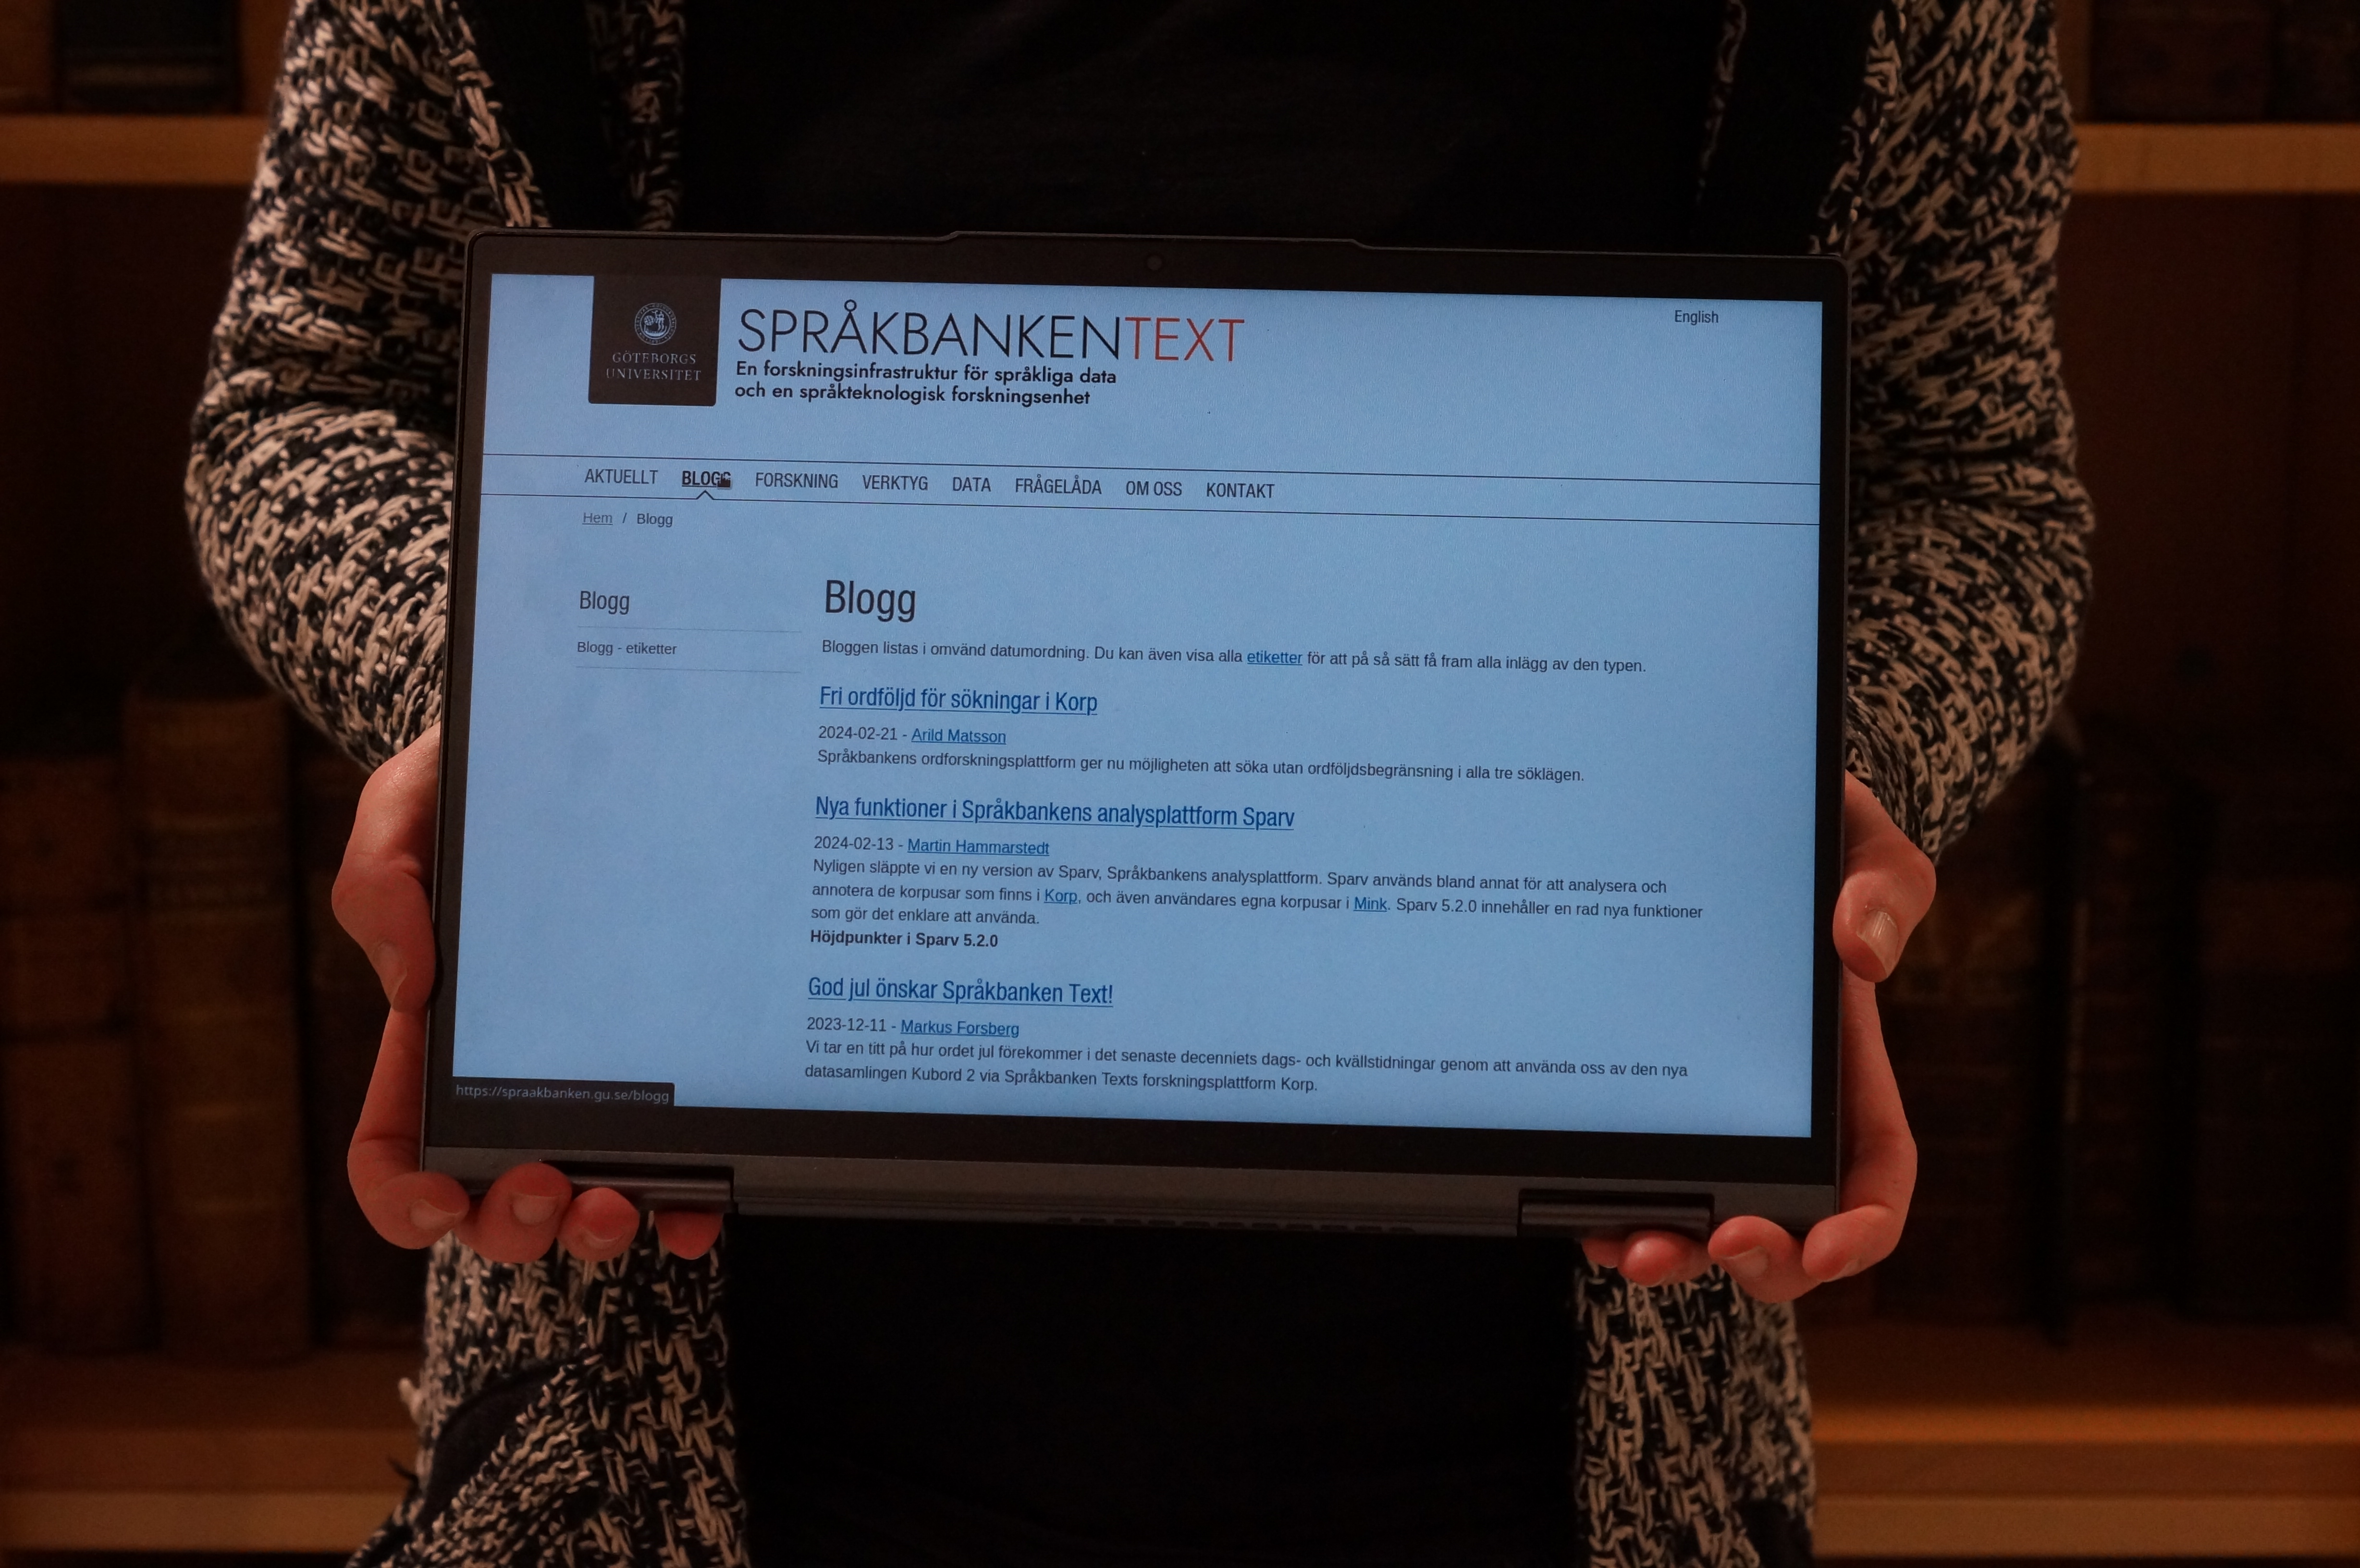 GÖTEBORGS
UNIVERSITET
SPRÅKBANKENTEXT
En forskningsinfrastruktur för språkliga data
och en språkteknologisk forskningsenhet
English
AKTUELLT BLOGG FORSKNING VERKTYG DATA FRÅGELÅDA OM OSS KONTAKT
Hem / Blogg
Blogg
Blogg - etiketter
Blogg
Bloggen listas i omvänd datumordning. Du kan även visa alla etiketter för att på så sätt få fram alla inlägg av den typen.
Fri ordföljd för sökningar i Korp
2024-02-21 - Arild Matsson
Språkbankens ordforskningsplattform ger nu möjligheten att söka utan ordföljdsbegränsning i alla tre söklägen.
Nya funktioner i Språkbankens analysplattform Sparv
2024-02-13 - Martin Hammarstedt
Nyligen släppte vi en ny version av Sparv, Språkbankens analysplattform. Sparv används bland annat för att analysera och
annotera de korpusar som finns i Korp, och även användares egna korpusar i Mink. Sparv 5.2.0 innehåller en rad nya funktioner
som gör det enklare att använda.
Höjdpunkter i Sparv 5.2.0
God jul önskar Språkbanken Text!
2023-12-11 - Markus Forsberg
Vi tar en titt på hur ordet jul förekommer i det senaste decenniets dags- och kvällstidningar genom att använda oss av den nya
datasamlingen Kubord 2 via Språkbanken Texts forskningsplattform Korp.
https://spraakbanken.gu.se/blogg